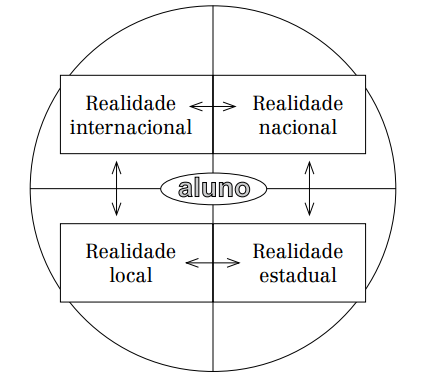 Realidade
internacional
Realidade
nacional
aluno
Realidade
local
Realidade
estadual